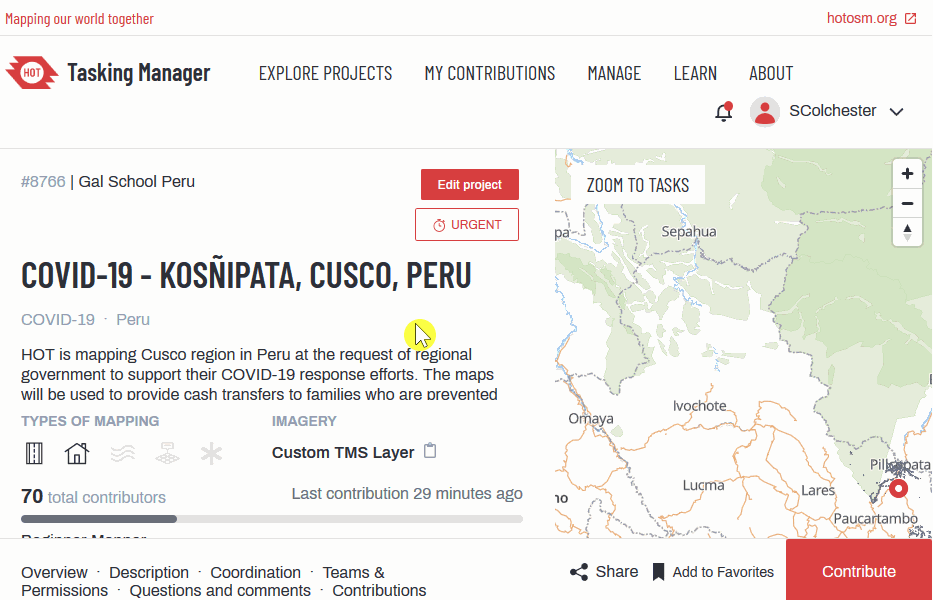 Mapping our world together
hotosm.org
HOT Tasking Manager
EXPLORE PROJECTS MY CONTRIBUTIONS MANAGE LEARN ABOUT
SColchester
#8766 | Gal School Peru
Edit project
URGENT
COVID-19 - KOSÑIPATA, CUSCO, PERU
COVID-19 · Peru
HOT is mapping Cusco region in Peru at the request of regional
government to support their COVID-19 response efforts. The maps
will be used to provide cash transfers to families who are prevented
TYPES OF MAPPING
IMAGERY
Custom TMS Layer
70 total contributors
Last contribution 29 minutes ago
Beginner Mapper
ZOOM TO TASKS
Sepahua
pa
Omaya
Ivochote
Lucma
Lares
no
Paucartambo
Overview · Description · Coordination · Teams &
Permissions · Questions and comments · Contributions
Share
Add to Favorites
Contribute